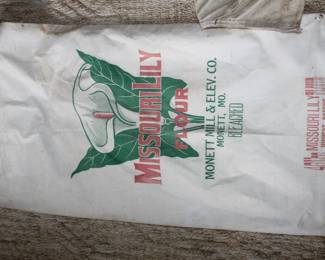 MISSOURI LILY
FLOUR
MONETT MILL & ELEV. CO.
MONETT, MO.
BLEACHED
MISSOURI LILY